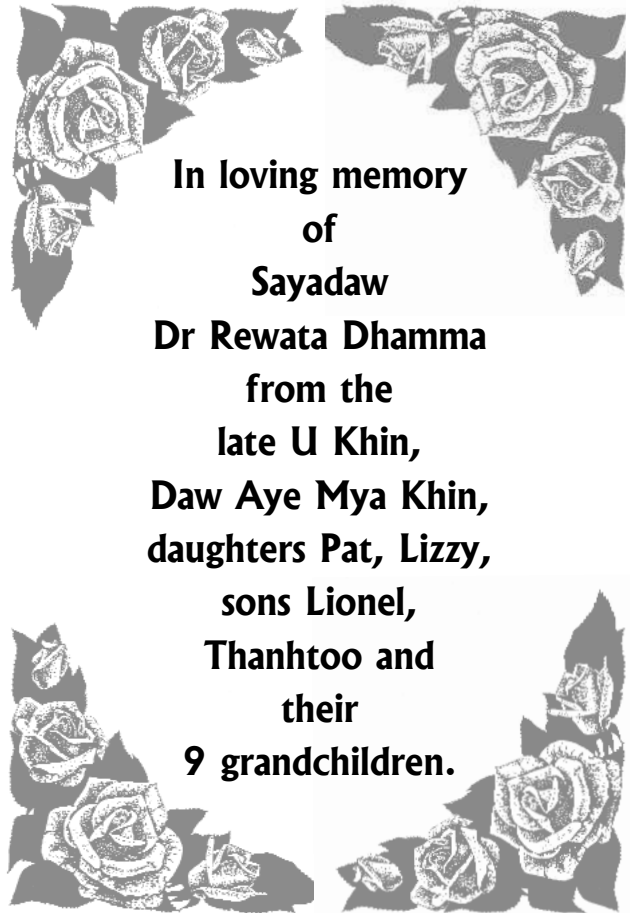 In loving memory
of
Sayadaw
Dr Rewata Dhamma
from the
late U Khin,
Daw Aye Mya Khin,
daughters Pat, Lizzy,
sons Lionel,
Thanhtoo and
their
9 grandchildren.